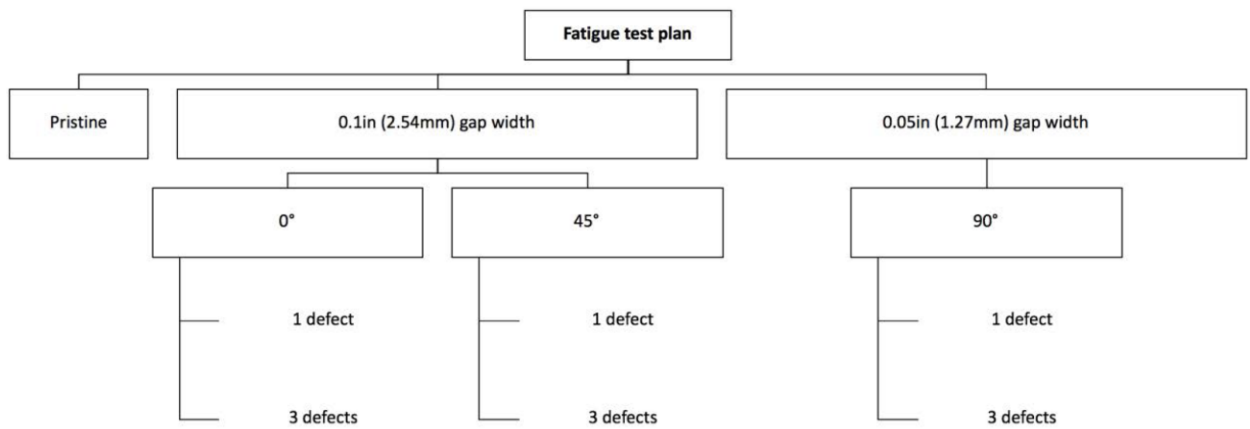 Fatigue test plan
Pristine
0.1in (2.54mm) gap width
0.05in (1.27mm) gap width
0°
45°
90°
1 defect
1 defect
1 defect
3 defects
3 defects
3 defects